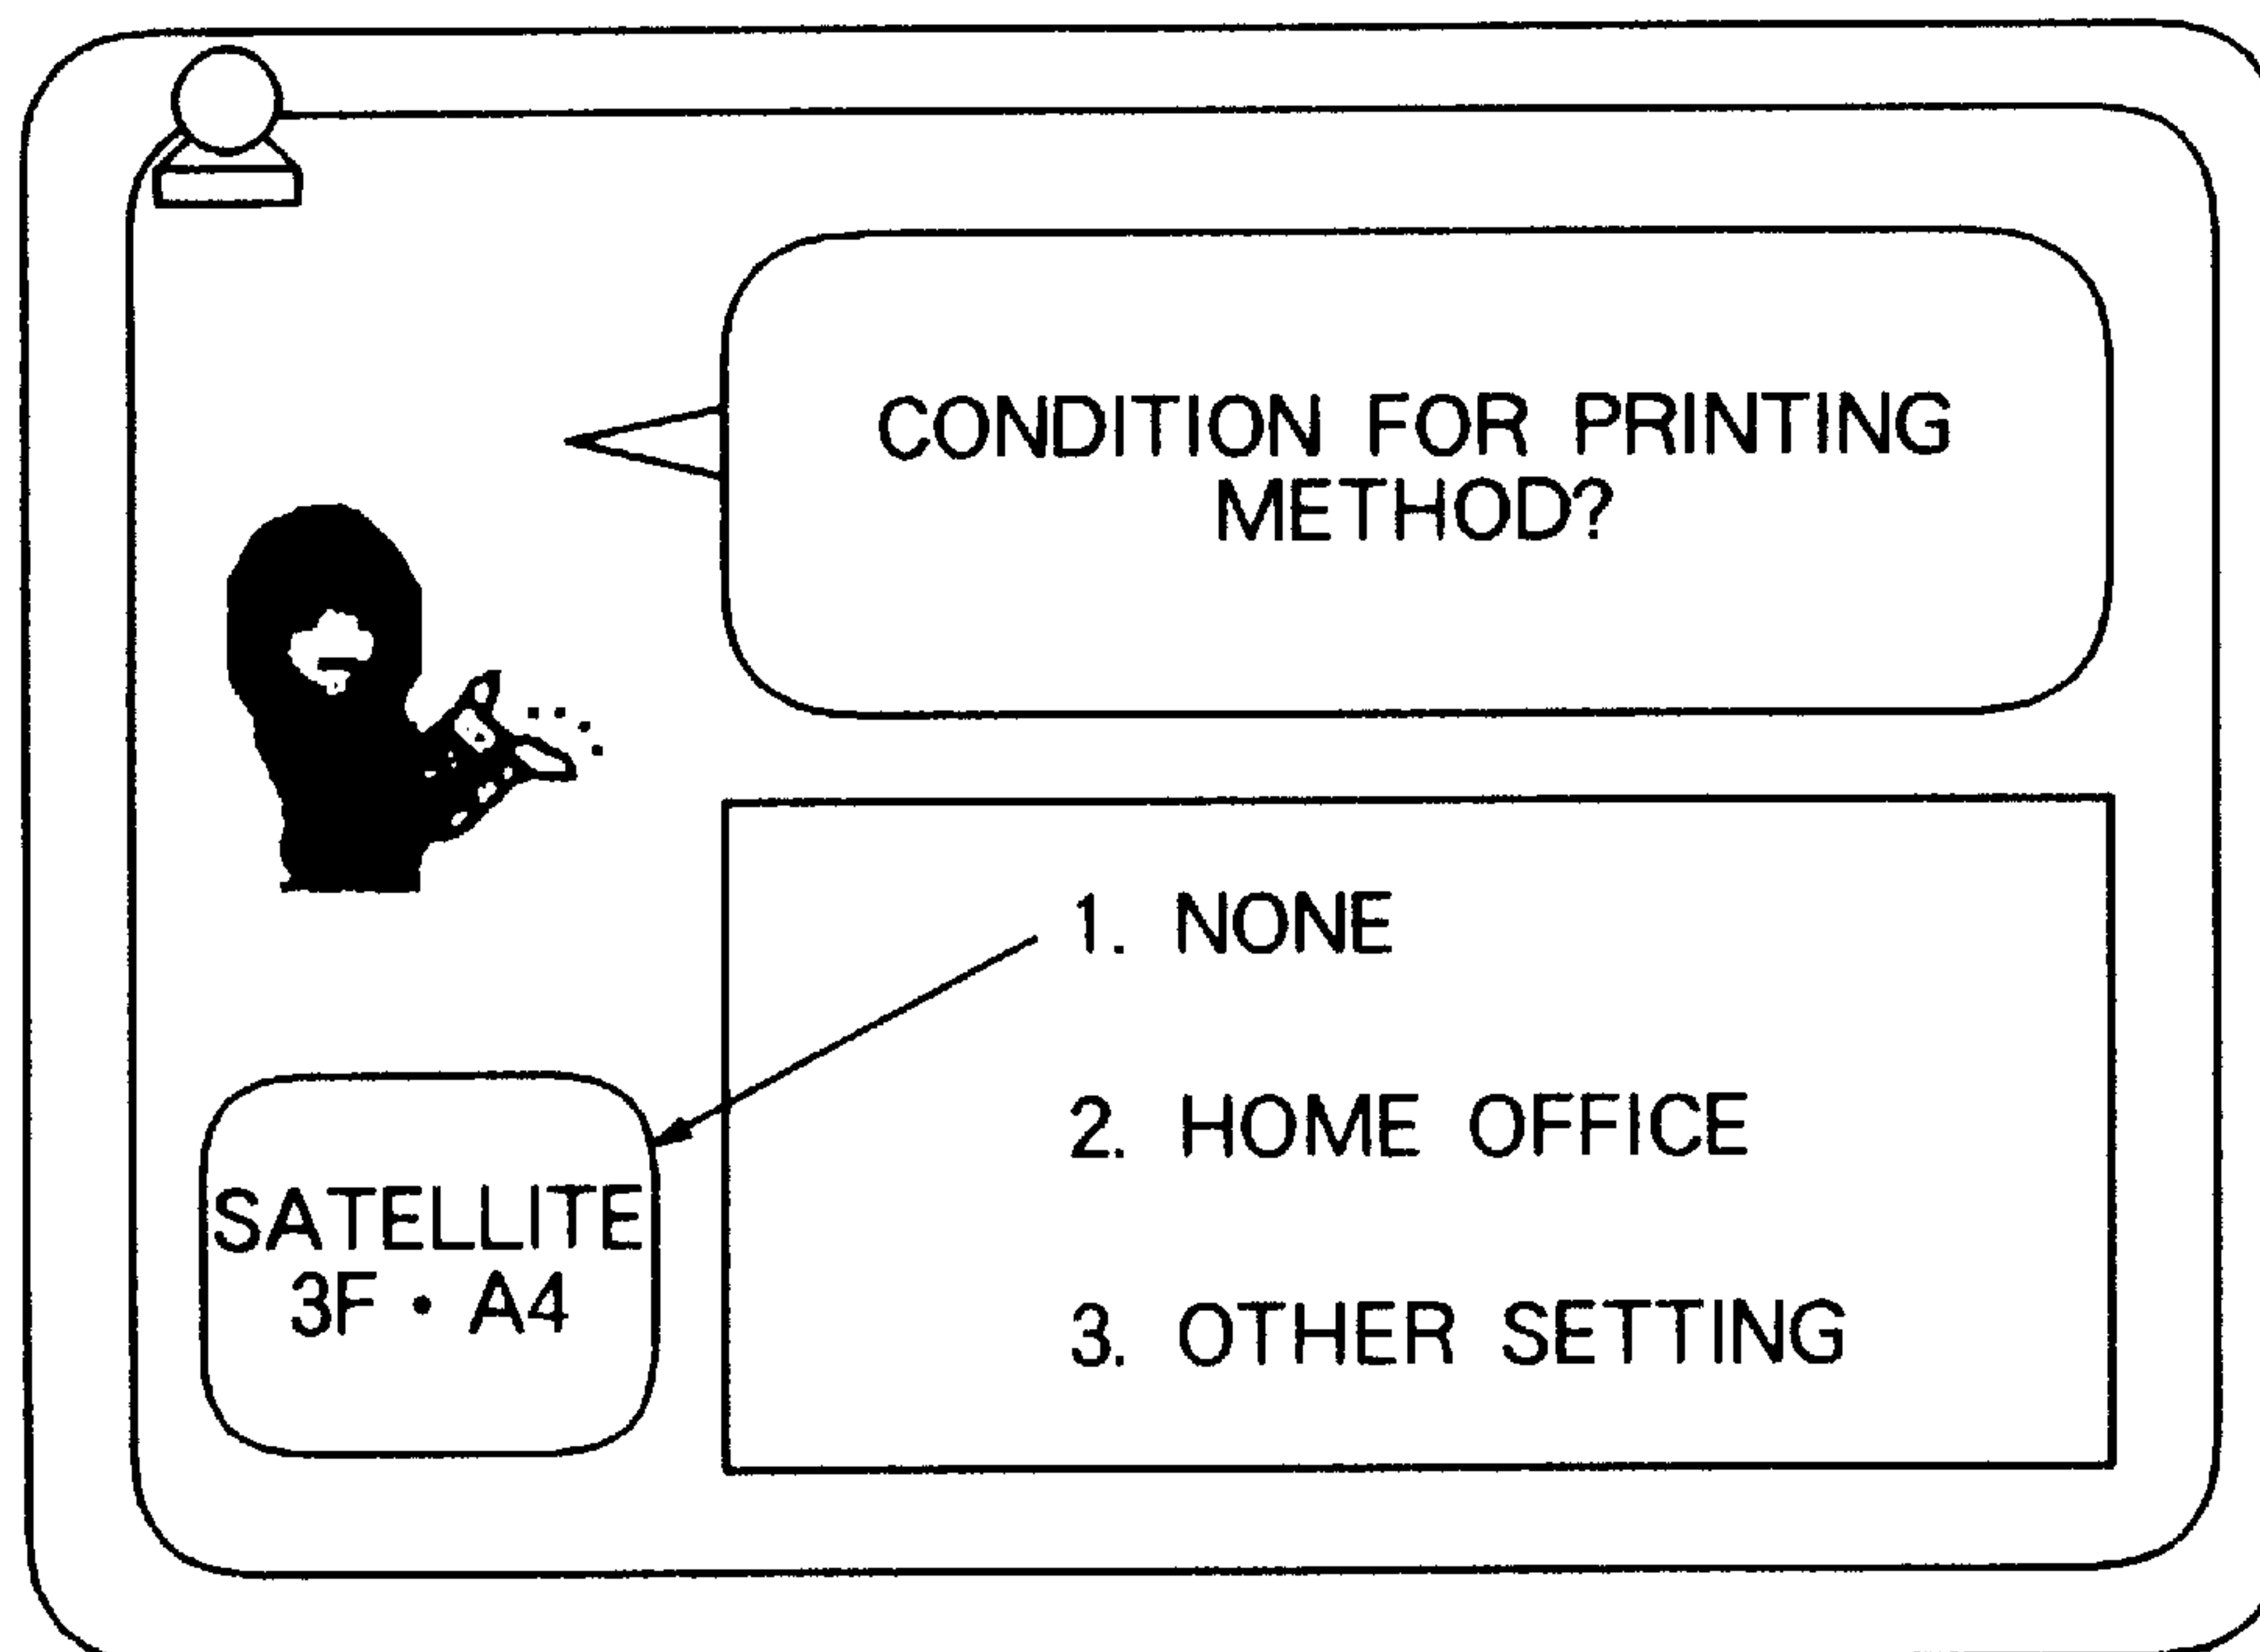 CONDITION FOR PRINTING
METHOD?
1. NONE
2. HOME OFFICE
3. OTHER SETTING
SATELLITE
3F • A4